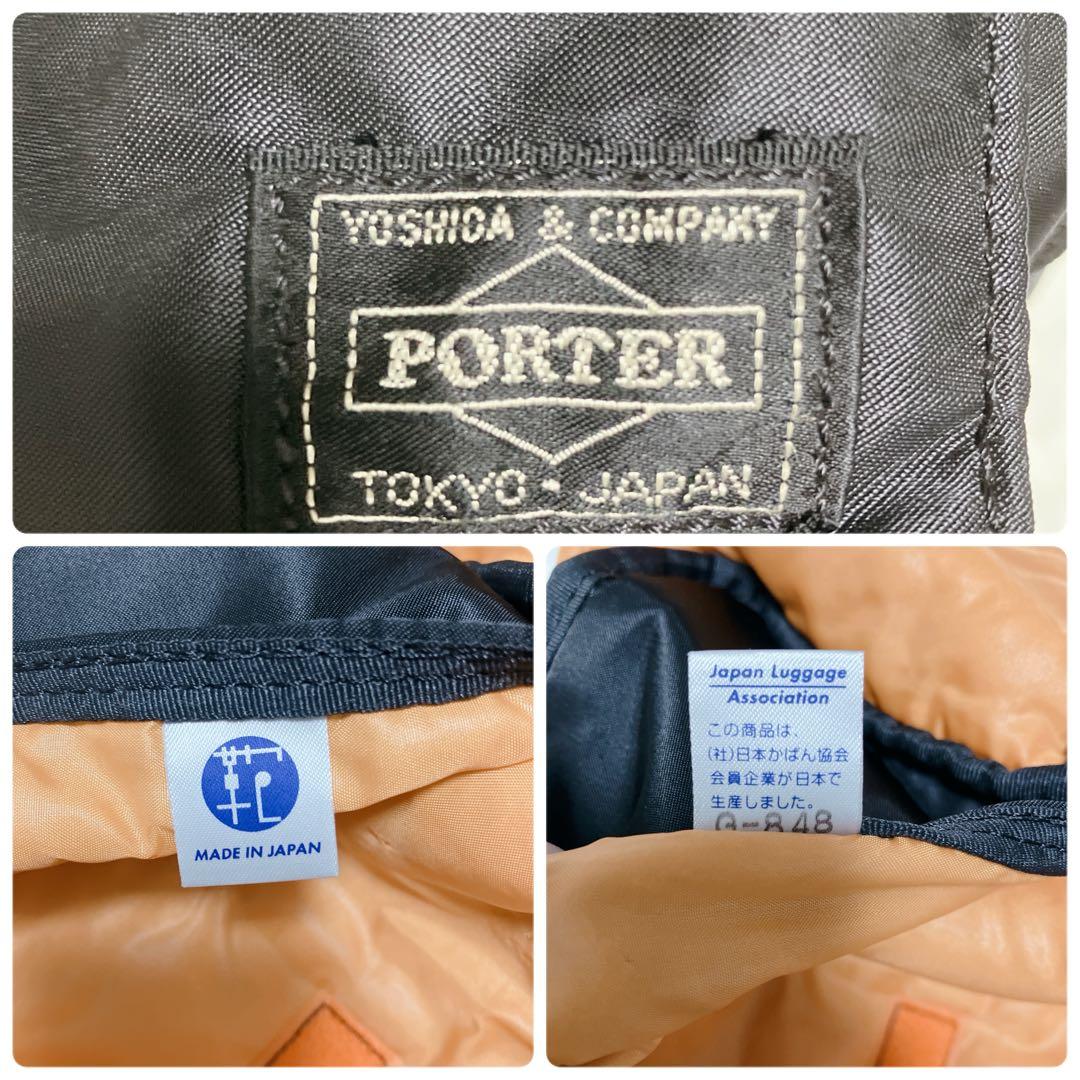 YOSHIDA & COMPANY
PORTER
TOKYO・JAPAN
鞄
MADE IN JAPAN
Japan Luggage
Association
この商品は、
(社)日本かばん協会
会員企業が日本で
生産しました。
G-848